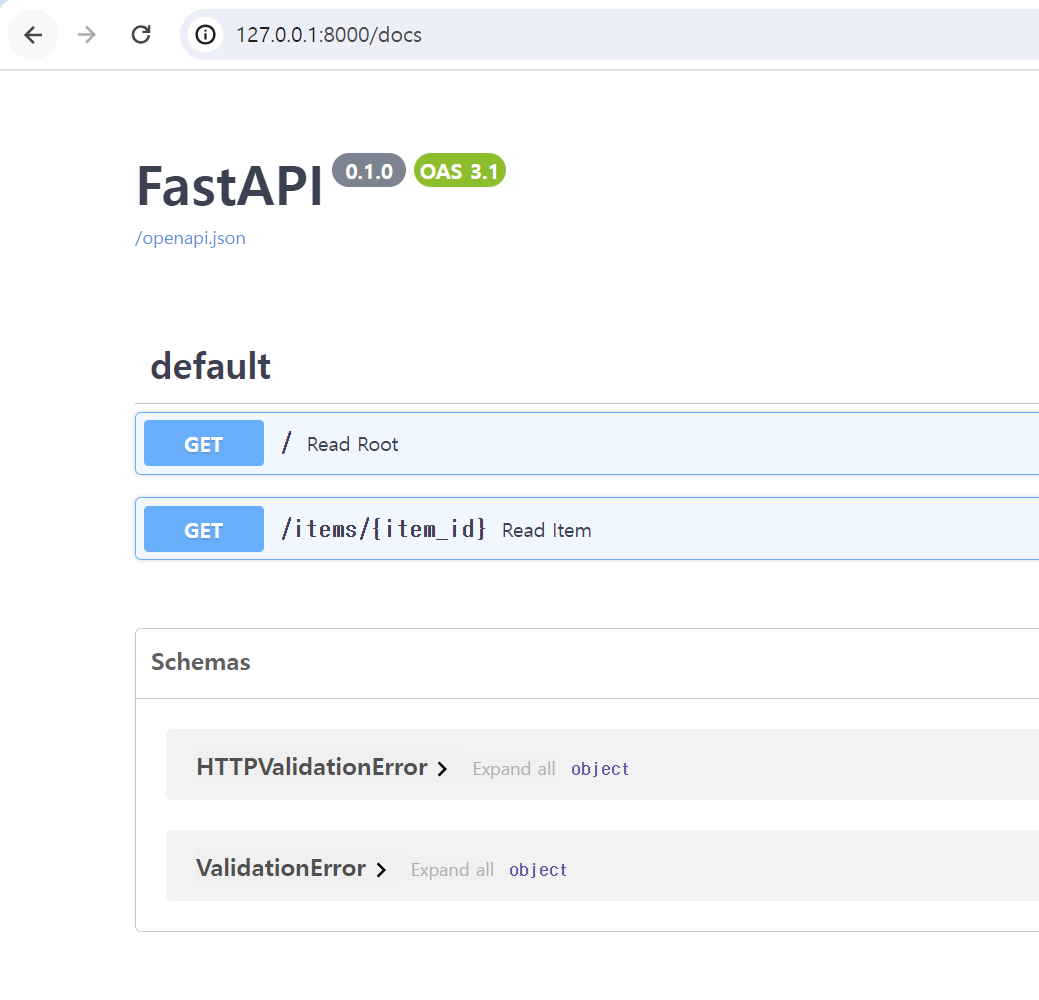 127.0.0.1:8000/docs
FastAPI 0.1.0 OAS 3.1
/openapi.json
default
GET / Read Root
GET /items/{item_id} Read Item
Schemas
HTTPValidationError Expand all object
ValidationError Expand all object